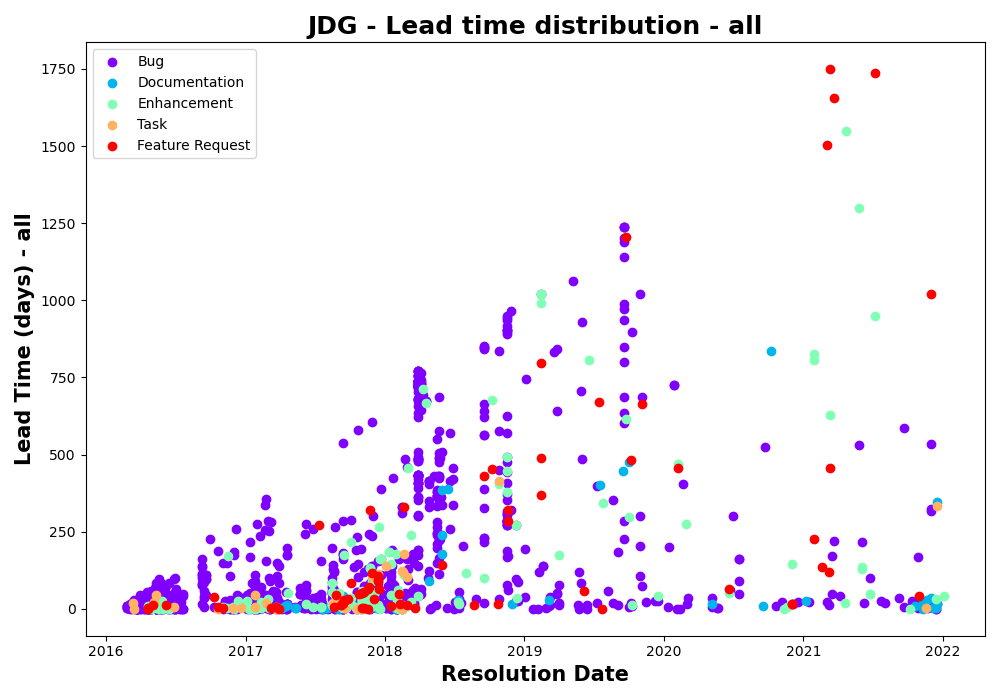 JDG - Lead time distribution - all
Bug
Documentation
Enhancement
Task
Feature Request
1750
1500
1250
1000
750
500
250
0
Lead Time (days) - all
2016 2017 2018 2019 2020 2021 2022
Resolution Date